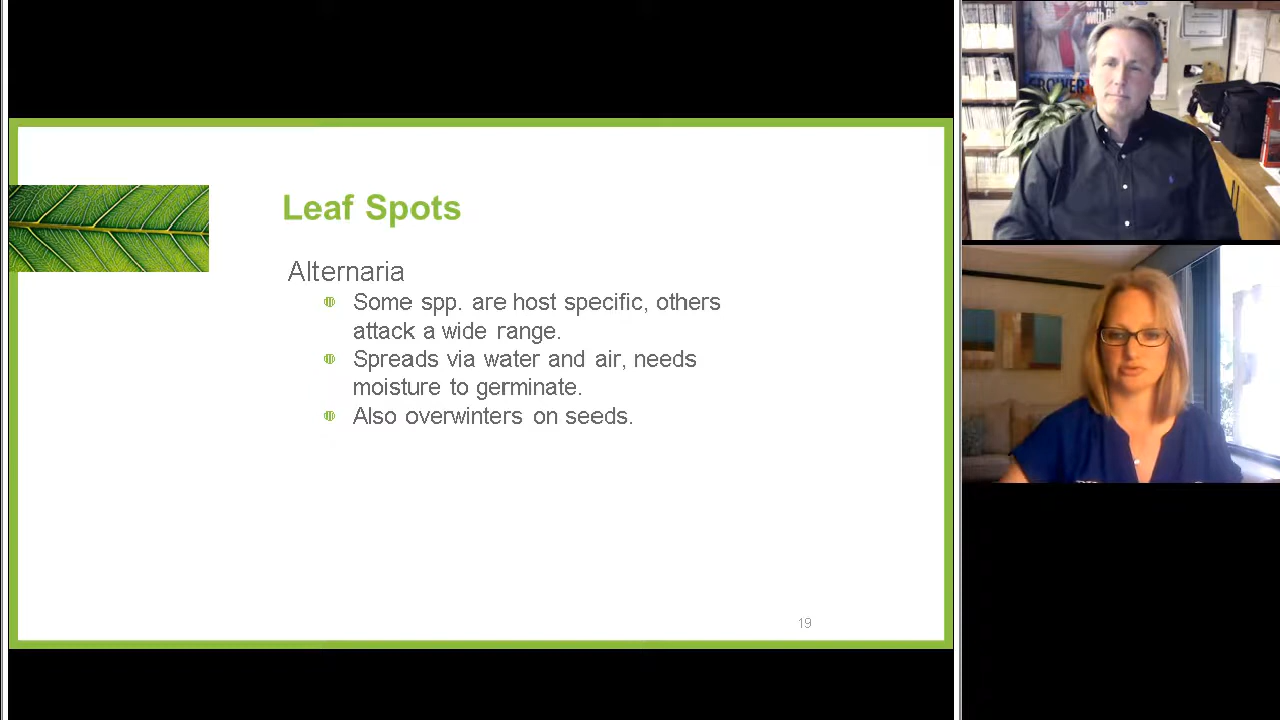 Leaf Spots
Alternaria
Some spp. are host specific, others
attack a wide range.
Spreads via water and air, needs
moisture to germinate.
Also overwinters on seeds.
19
GROWER